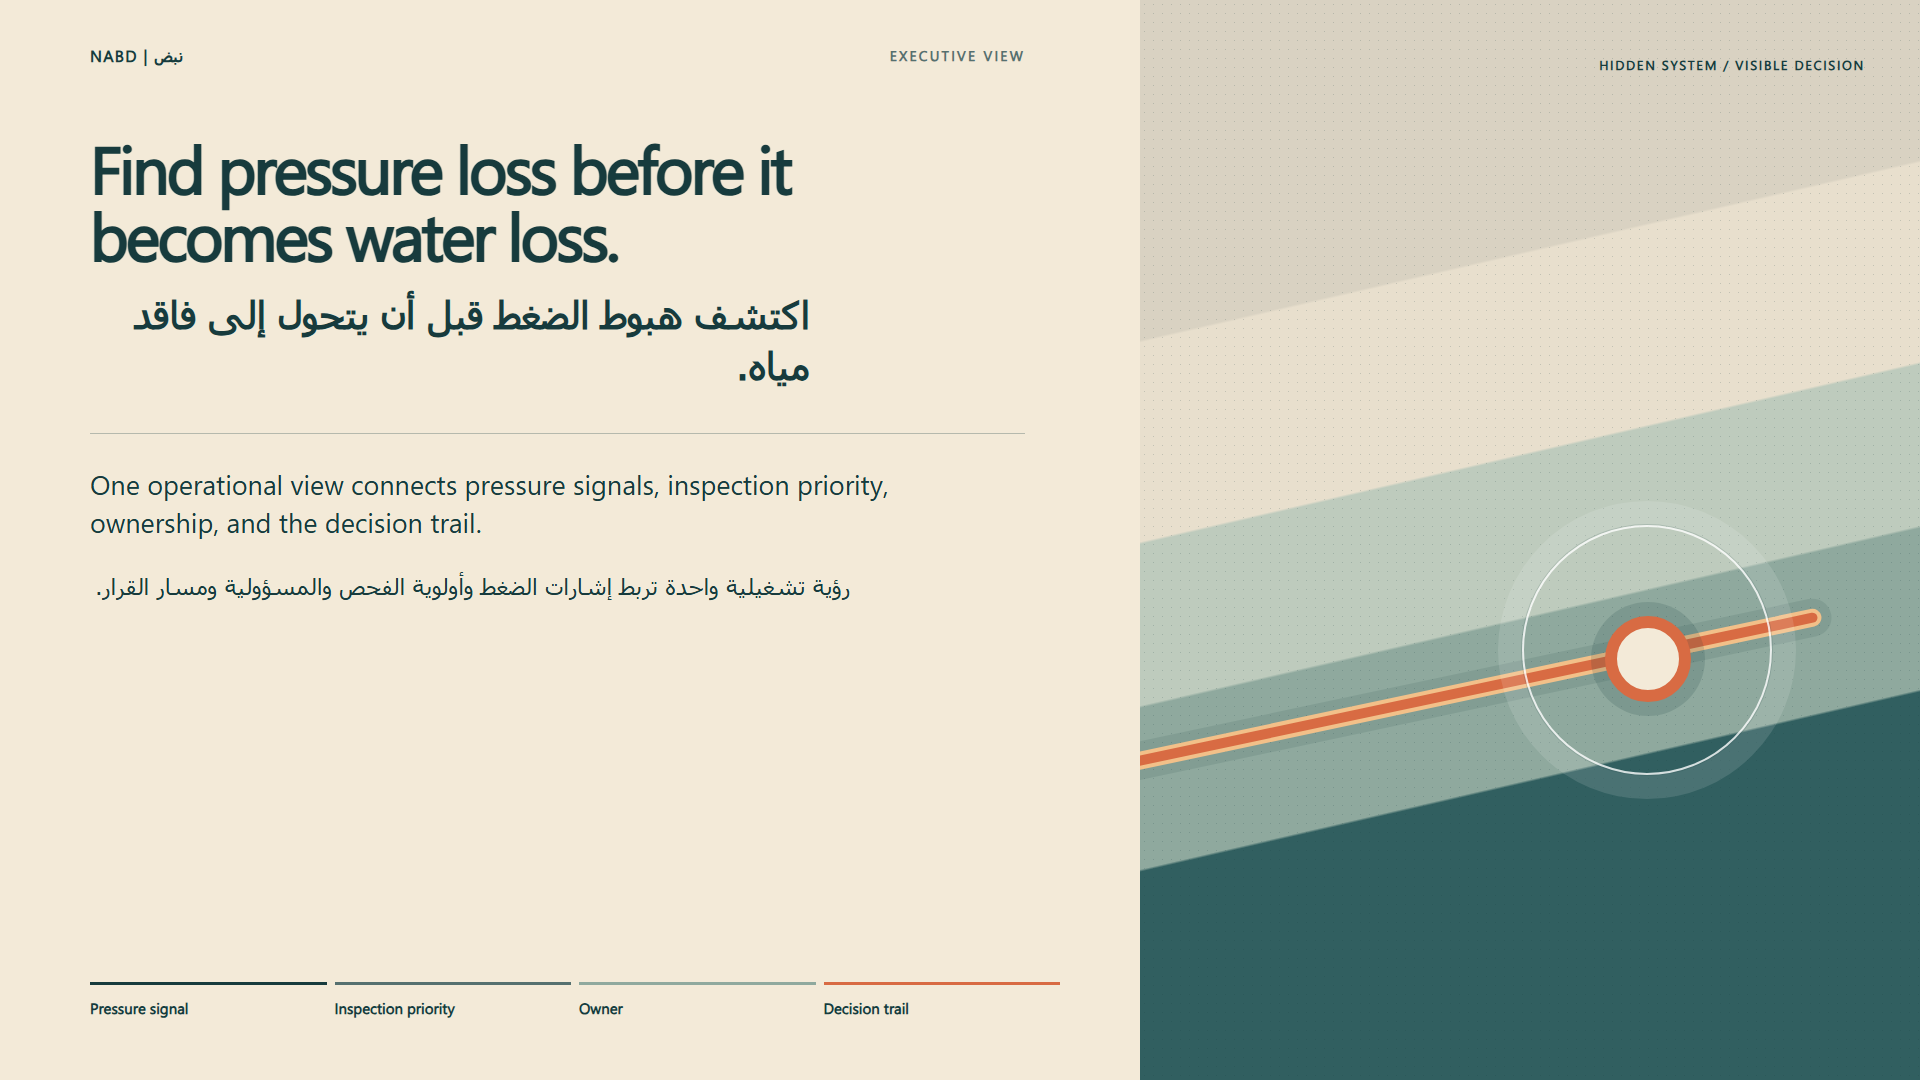 NABD | نبض
EXECUTIVE VIEW
HIDDEN SYSTEM / VISIBLE DECISION
Find pressure loss before it
becomes water loss.
اكتشف هبوط الضغط قبل أن يتحول إلى فاقد
مياه.
One operational view connects pressure signals, inspection priority,
ownership, and the decision trail.
رؤية تشغيلية واحدة تربط إشارات الضغط وأولوية الفحص والمسؤولية ومسار القرار.
Pressure signal
Inspection priority
Owner
Decision trail